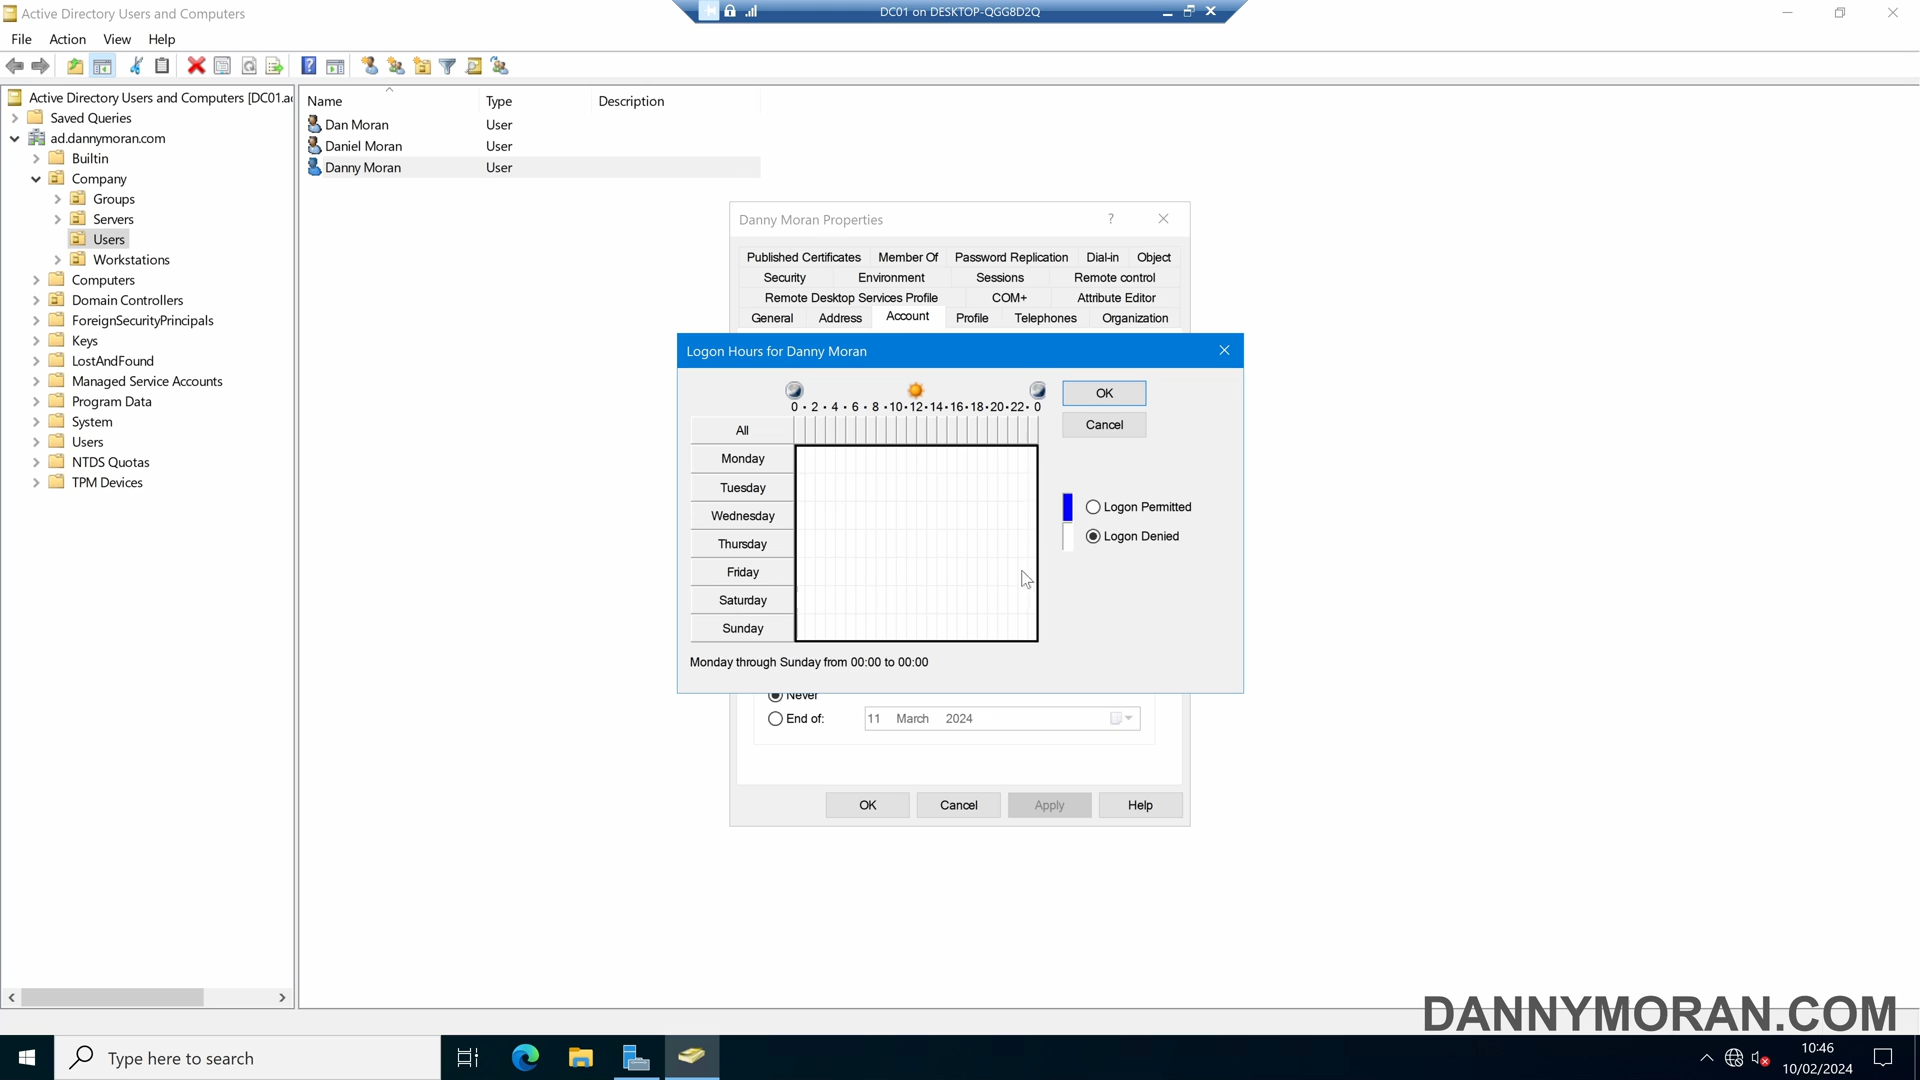 Active Directory Users and Computers
DC01 on DESKTOP-QGG8D2Q
File Action View Help
Active Directory Users and Computers [DC01.a
Saved Queries
ad.dannymoran.com
Builtin
Company
Groups
Servers
Users
Workstations
Computers
Domain Controllers
ForeignSecurityPrincipals
Keys
LostAndFound
Managed Service Accounts
Program Data
System
Users
NTDS Quotas
TPM Devices
Name Type Description
Dan Moran User
Daniel Moran User
Danny Moran User
Danny Moran Properties
Published Certificates Member Of Password Replication Dial-in Object
Security Environment Sessions Remote control
Remote Desktop Services Profile COM+ Attribute Editor
General Address Account Profile Telephones Organization
Logon Hours for Danny Moran
0 • 2 • 4 • 6 • 8 • 10 • 12 • 14 • 16 • 18 • 20 • 22 • 0
All
Monday
Tuesday
Wednesday
Thursday
Friday
Saturday
Sunday
OK
Cancel
Logon Permitted
Logon Denied
Monday through Sunday from 00:00 to 00:00
Never
End of: 11 March 2024
OK Cancel Apply Help
DANNYMORAN.COM
Type here to search
10:46
10/02/2024